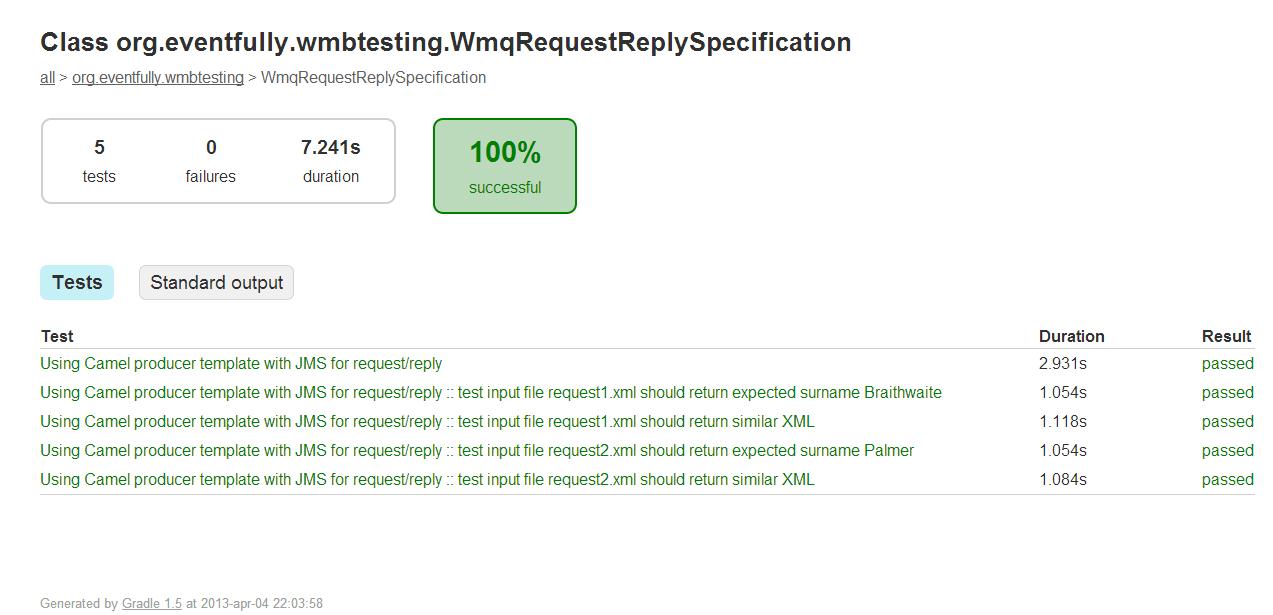 Class org.eventfully.wmbtesting.WmqRequestReplySpecification
all > org.eventfully.wmbtesting > WmqRequestReplySpecification
5 0 7.241s 100%
tests failures duration successful
Tests Standard output
Test Duration Result
Using Camel producer template with JMS for request/reply 2.931s passed
Using Camel producer template with JMS for request/reply :: test input file request1.xml should return expected surname Braithwaite 1.054s passed
Using Camel producer template with JMS for request/reply :: test input file request1.xml should return similar XML 1.118s passed
Using Camel producer template with JMS for request/reply :: test input file request2.xml should return expected surname Palmer 1.054s passed
Using Camel producer template with JMS for request/reply :: test input file request2.xml should return similar XML 1.084s passed
Generated by Gradle 1.5 at 2013-apr-04 22:03:58